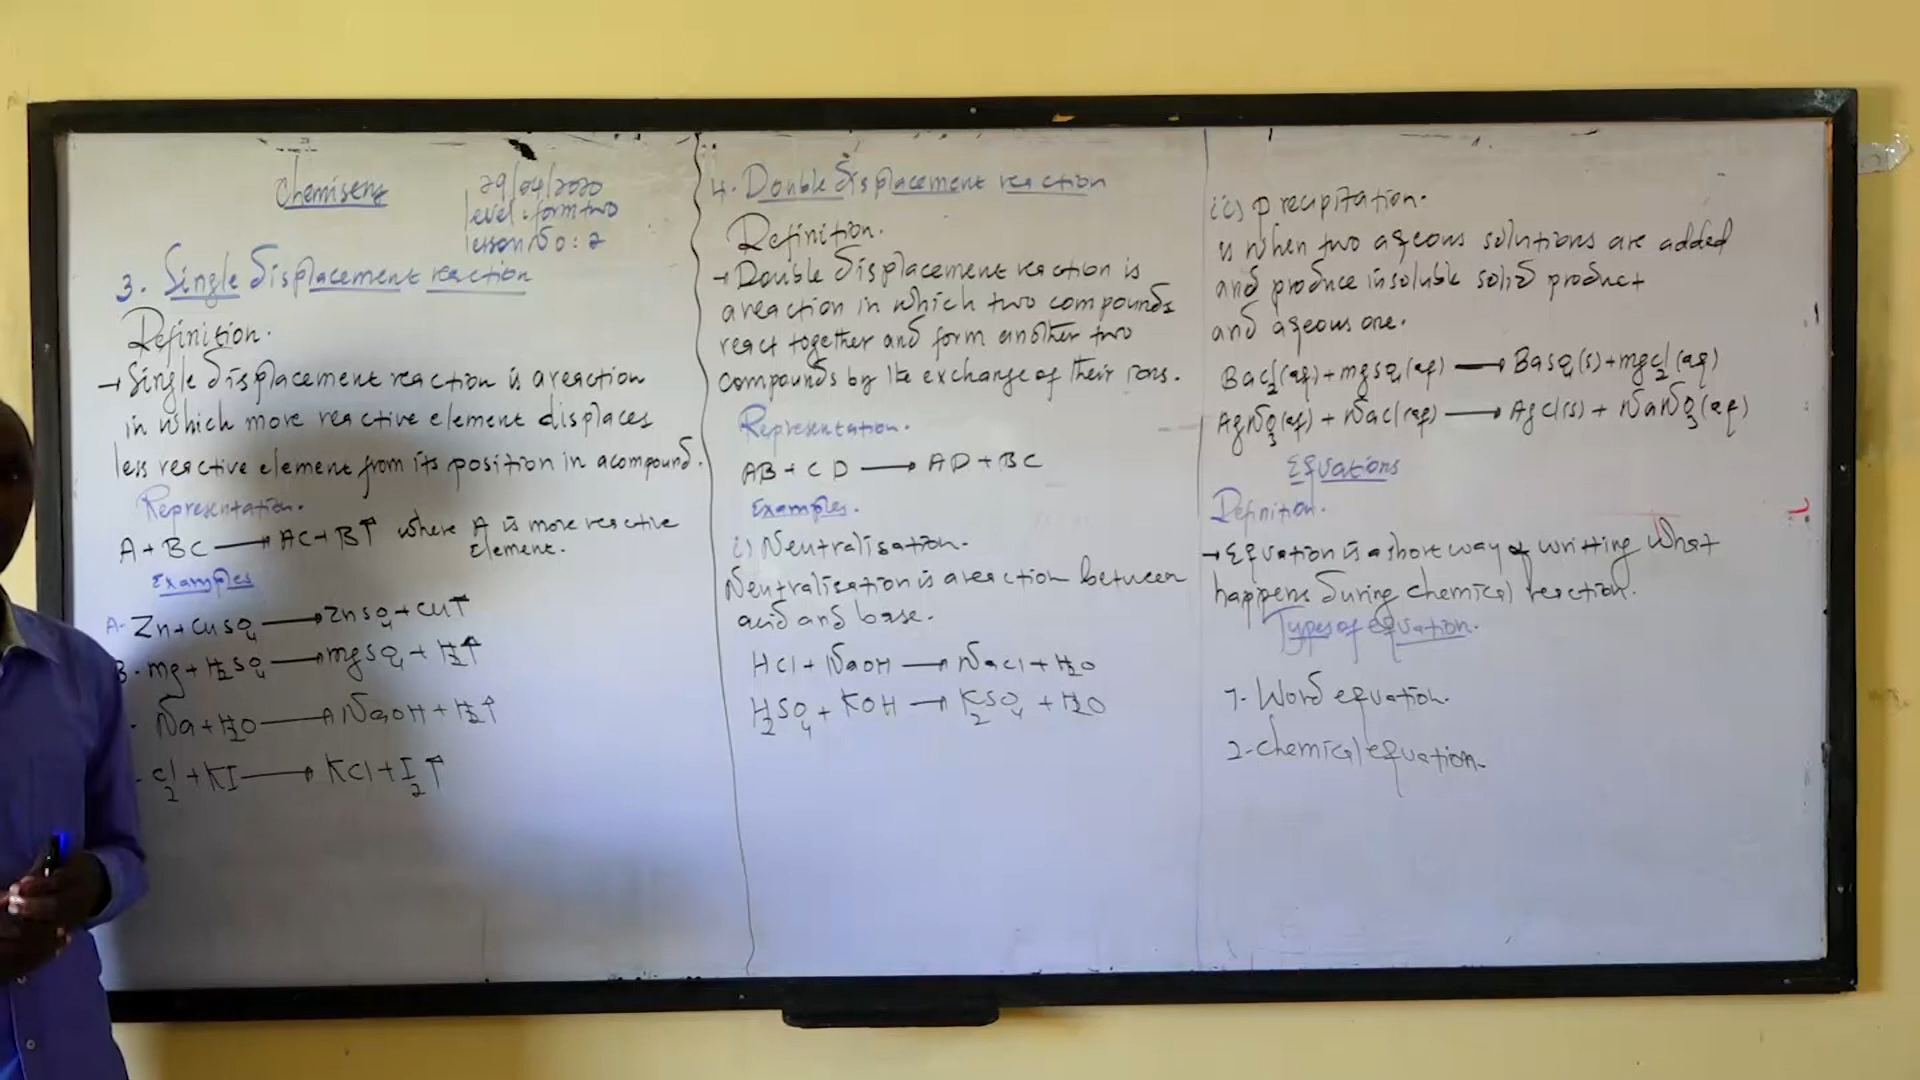 Chemistry
29/04/2020
level: form two
lesson No: 2
3. Single displacement reaction
Definition.
→ Single displacement reaction is a reaction
in which more reactive element displaces
less reactive element from its position in a compound.
Representation.
A + BC → AC + B↑ where A is more reactive
element.
Examples
A- Zn + CuSO4 → ZnSO4 + Cu↑
B. mg + H2SO4 → mgSO4 + H2↑
- Na + H2O → NaOH + H2↑
- Cl2 + KI → KCl + I2↑
4. Double displacement reaction
Definition.
→ Double displacement reaction is
a reaction in which two compounds
react together and form another two
compounds by the exchange of their ions.
Representation.
AB + CD → AD + BC
Examples.
i) Neutralisation.
Neutralisation is a reaction between
acid and base.
HCl + NaOH → NaCl + H2O
H2SO4 + KOH → K2SO4 + H2O
ii) Precipitation.
is when two aqeous solutions are added
and produce insoluble solid product
and aqeous one.
BaCl2(aq) + mgSO4(aq) → BaSO4(s) + mgCl2(aq)
AgNO3(aq) + NaCl(aq) → AgCl(s) + NaNO3(aq)
Equations
Definition.
→ Equation is a short way of writting what
happens during chemical reaction.
Types of equation.
1- Word equation.
2- chemical equation.